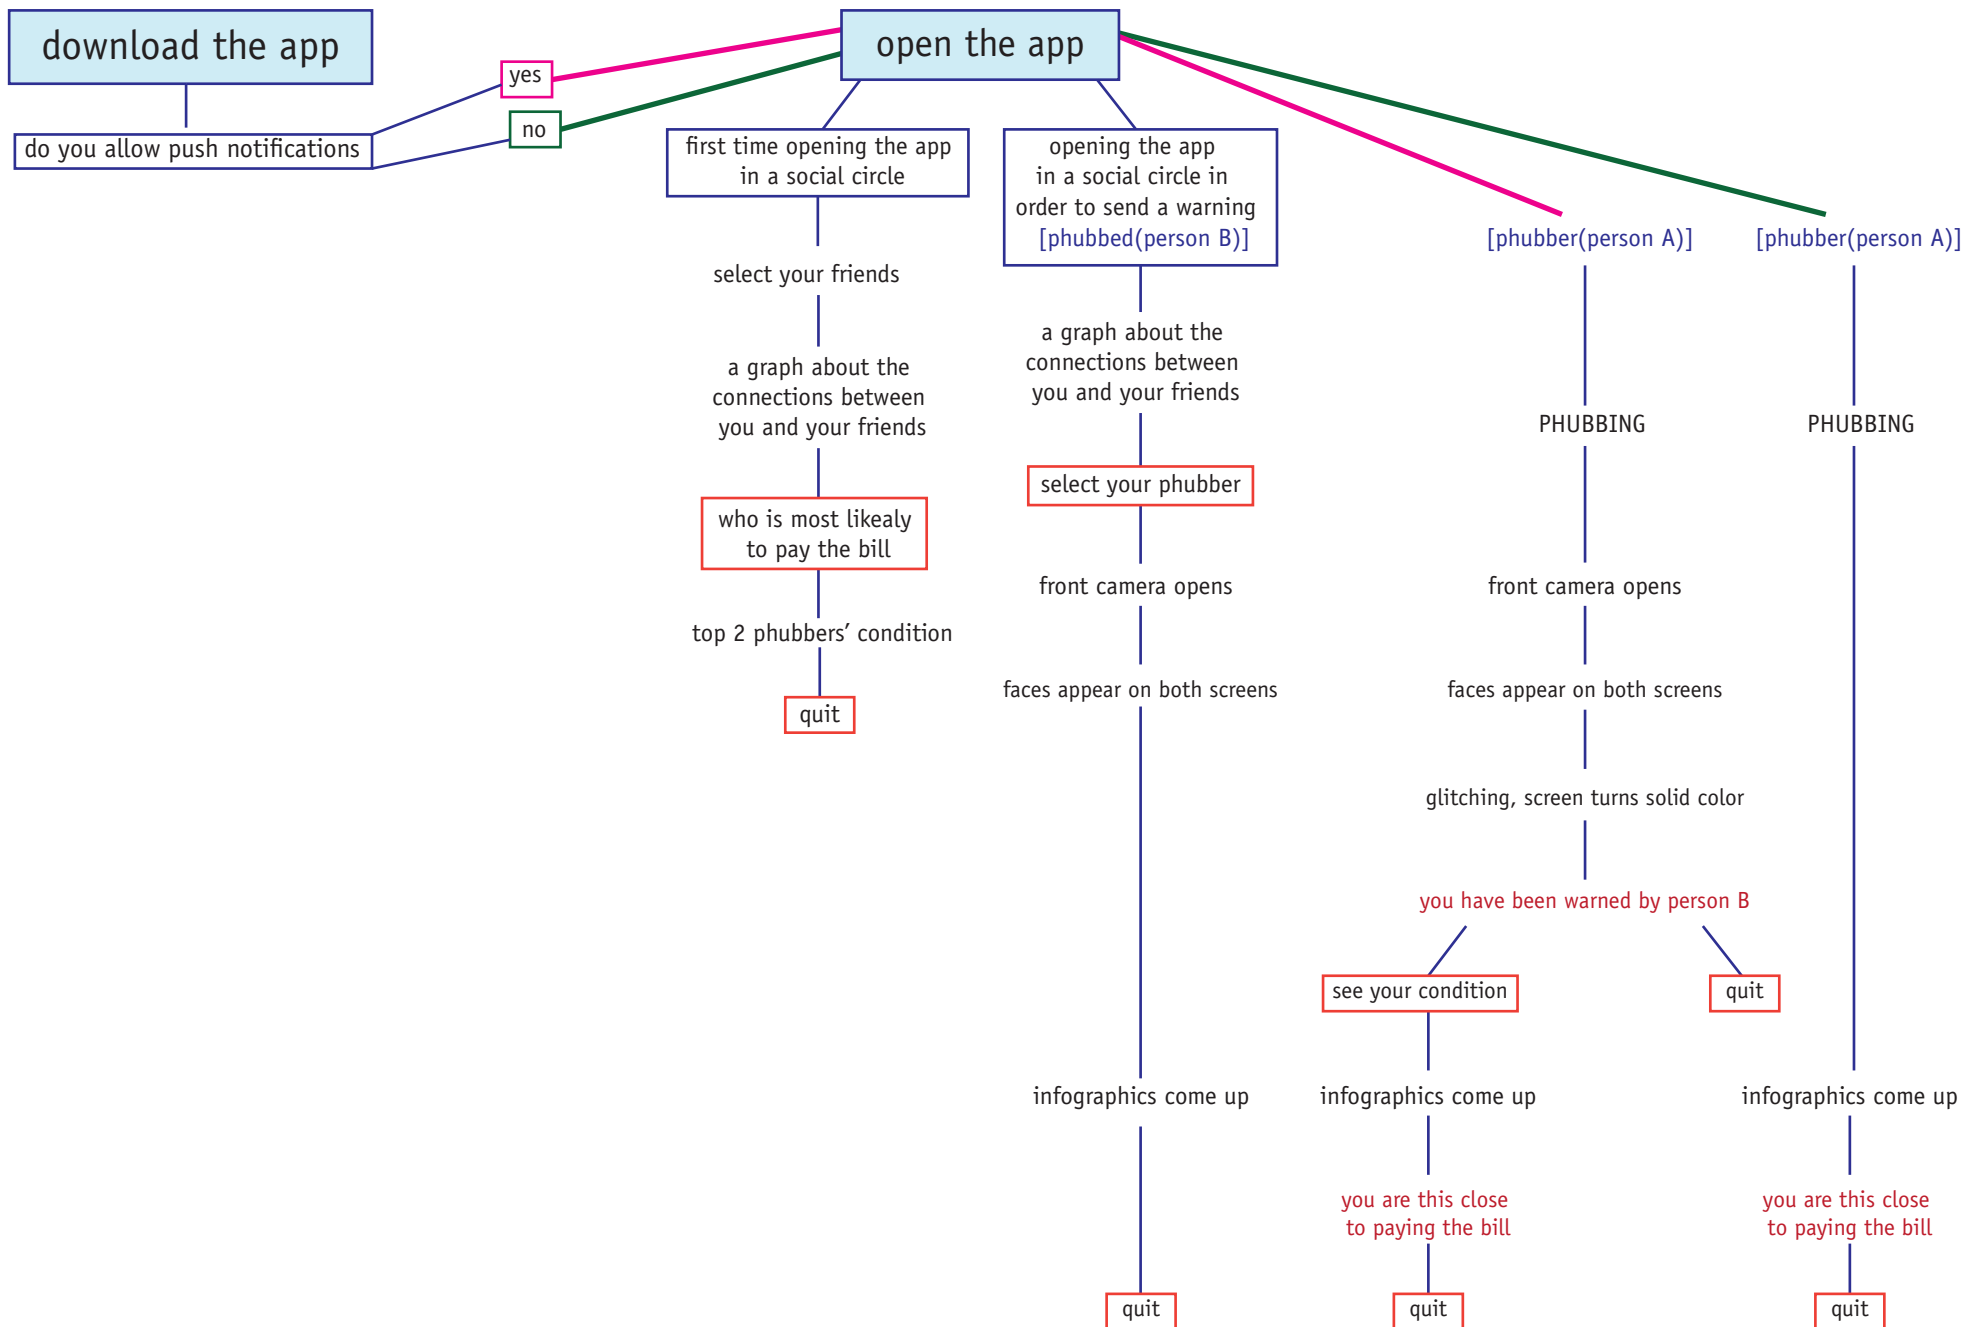 download the app
open the app
yes
no
do you allow push notifications
first time opening the app
in a social circle
select your friends
a graph about the
connections between
you and your friends
who is most likealy
to pay the bill
top 2 phubbers’ condition
quit
opening the app
in a social circle in
order to send a warning
[phubbed(person B)]
a graph about the
connections between
you and your friends
select your phubber
front camera opens
faces appear on both screens
infographics come up
quit
[phubber(person A)]
PHUBBING
front camera opens
faces appear on both screens
glitching, screen turns solid color
you have been warned by person B
see your condition
quit
infographics come up
you are this close
to paying the bill
quit
[phubber(person A)]
PHUBBING
infographics come up
you are this close
to paying the bill
quit